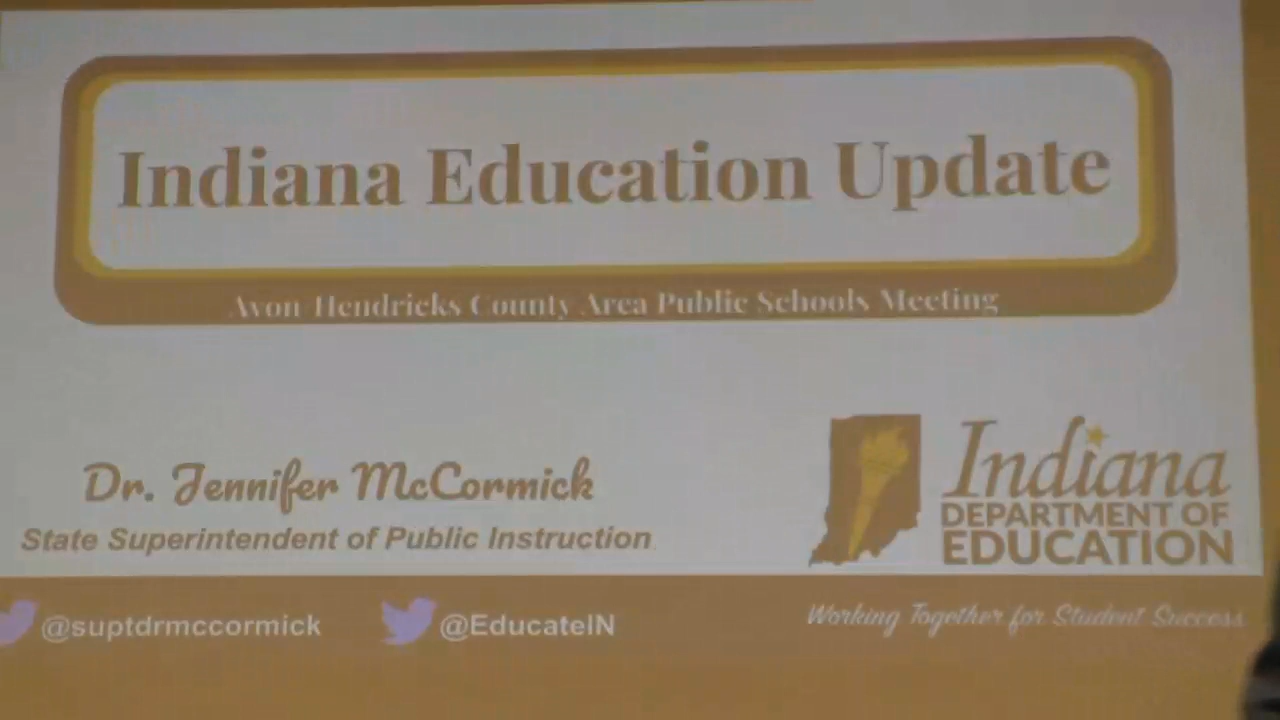 Indiana Education Update
Avon-Hendricks County Area Public Schools Meeting
Dr. Jennifer McCormick
State Superintendent of Public Instruction
Indiana
DEPARTMENT OF
EDUCATION
@suptdrmccormick @EducateIN
Working Together for Student Success